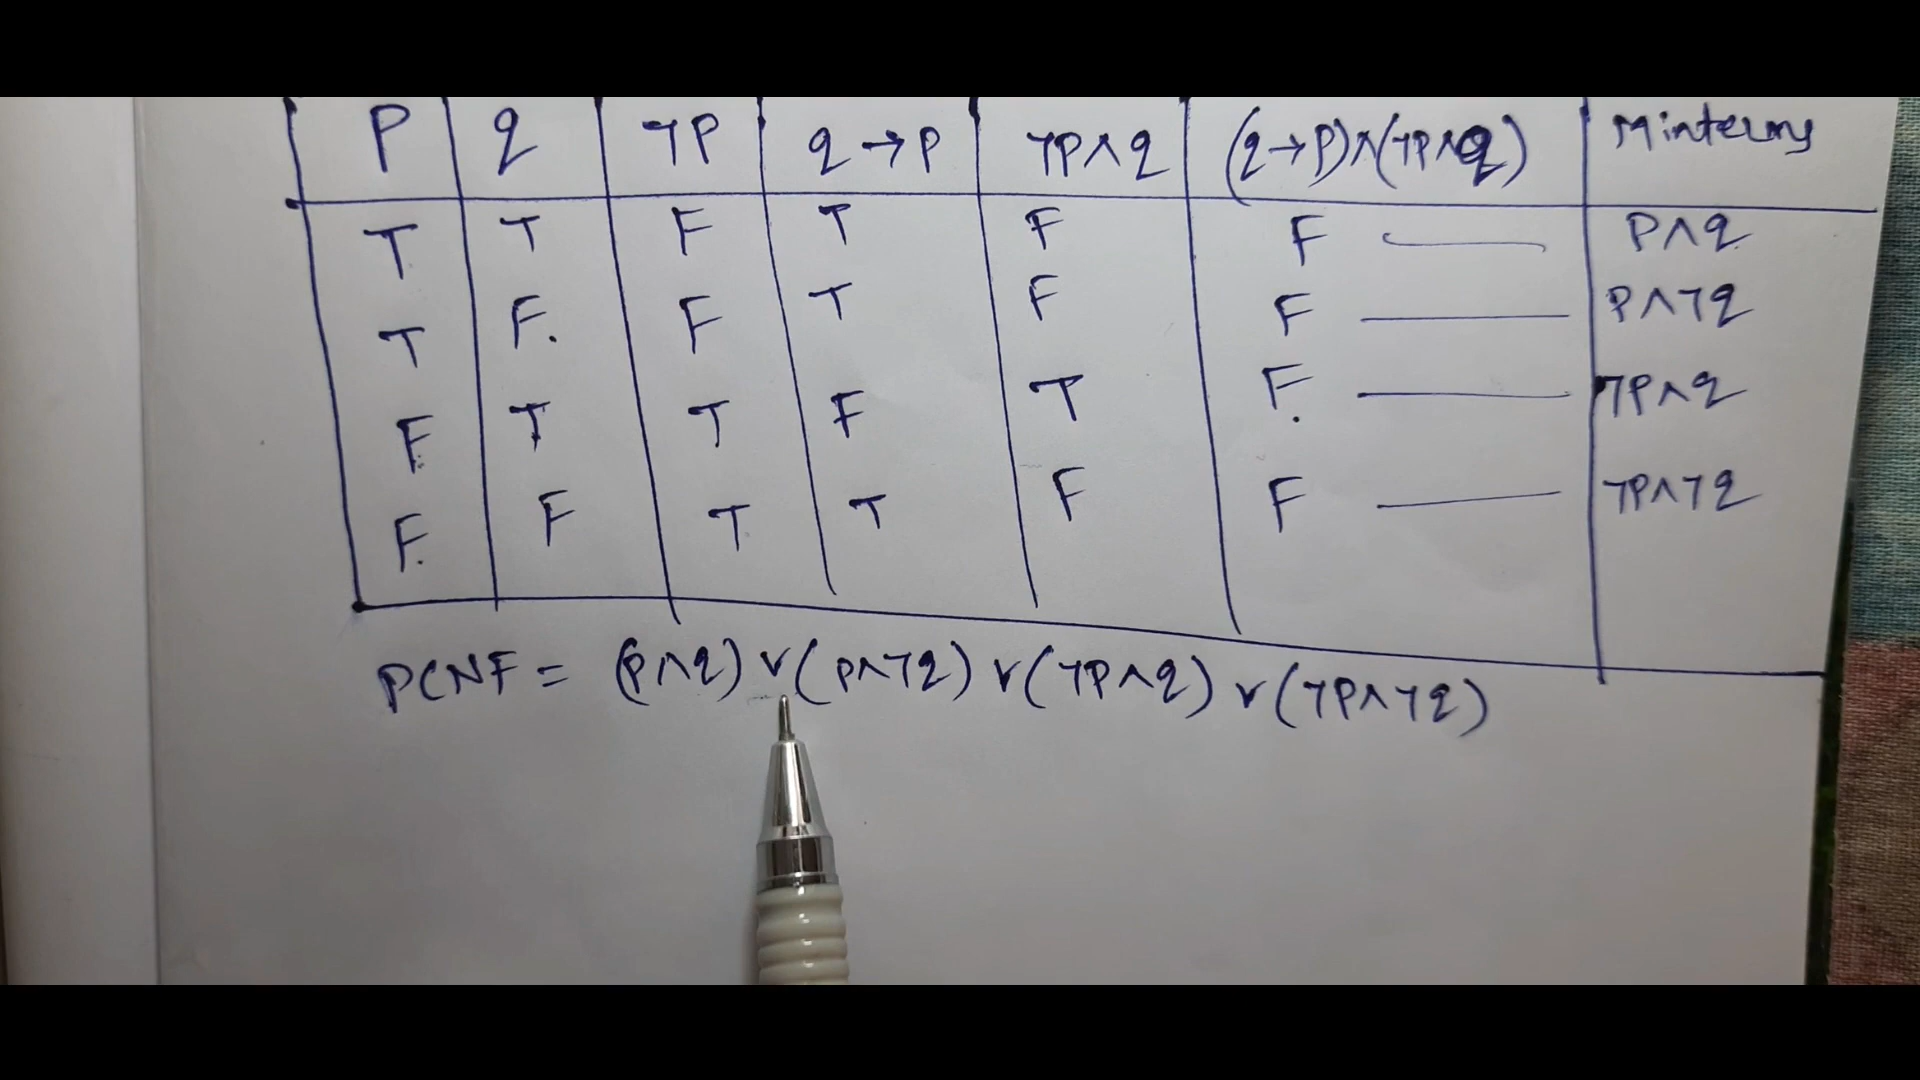 P q ¬P q→P ¬P∧q (q→P)∧(¬P∧q) Minterms
T T F T F F P∧q
T F. F T F F P∧¬q
F T T F T F. ¬P∧q
F. F T T F F ¬P∧¬q
PCNF = (P∧q) ∨ (P∧¬q) ∨ (¬P∧q) ∨ (¬P∧¬q)